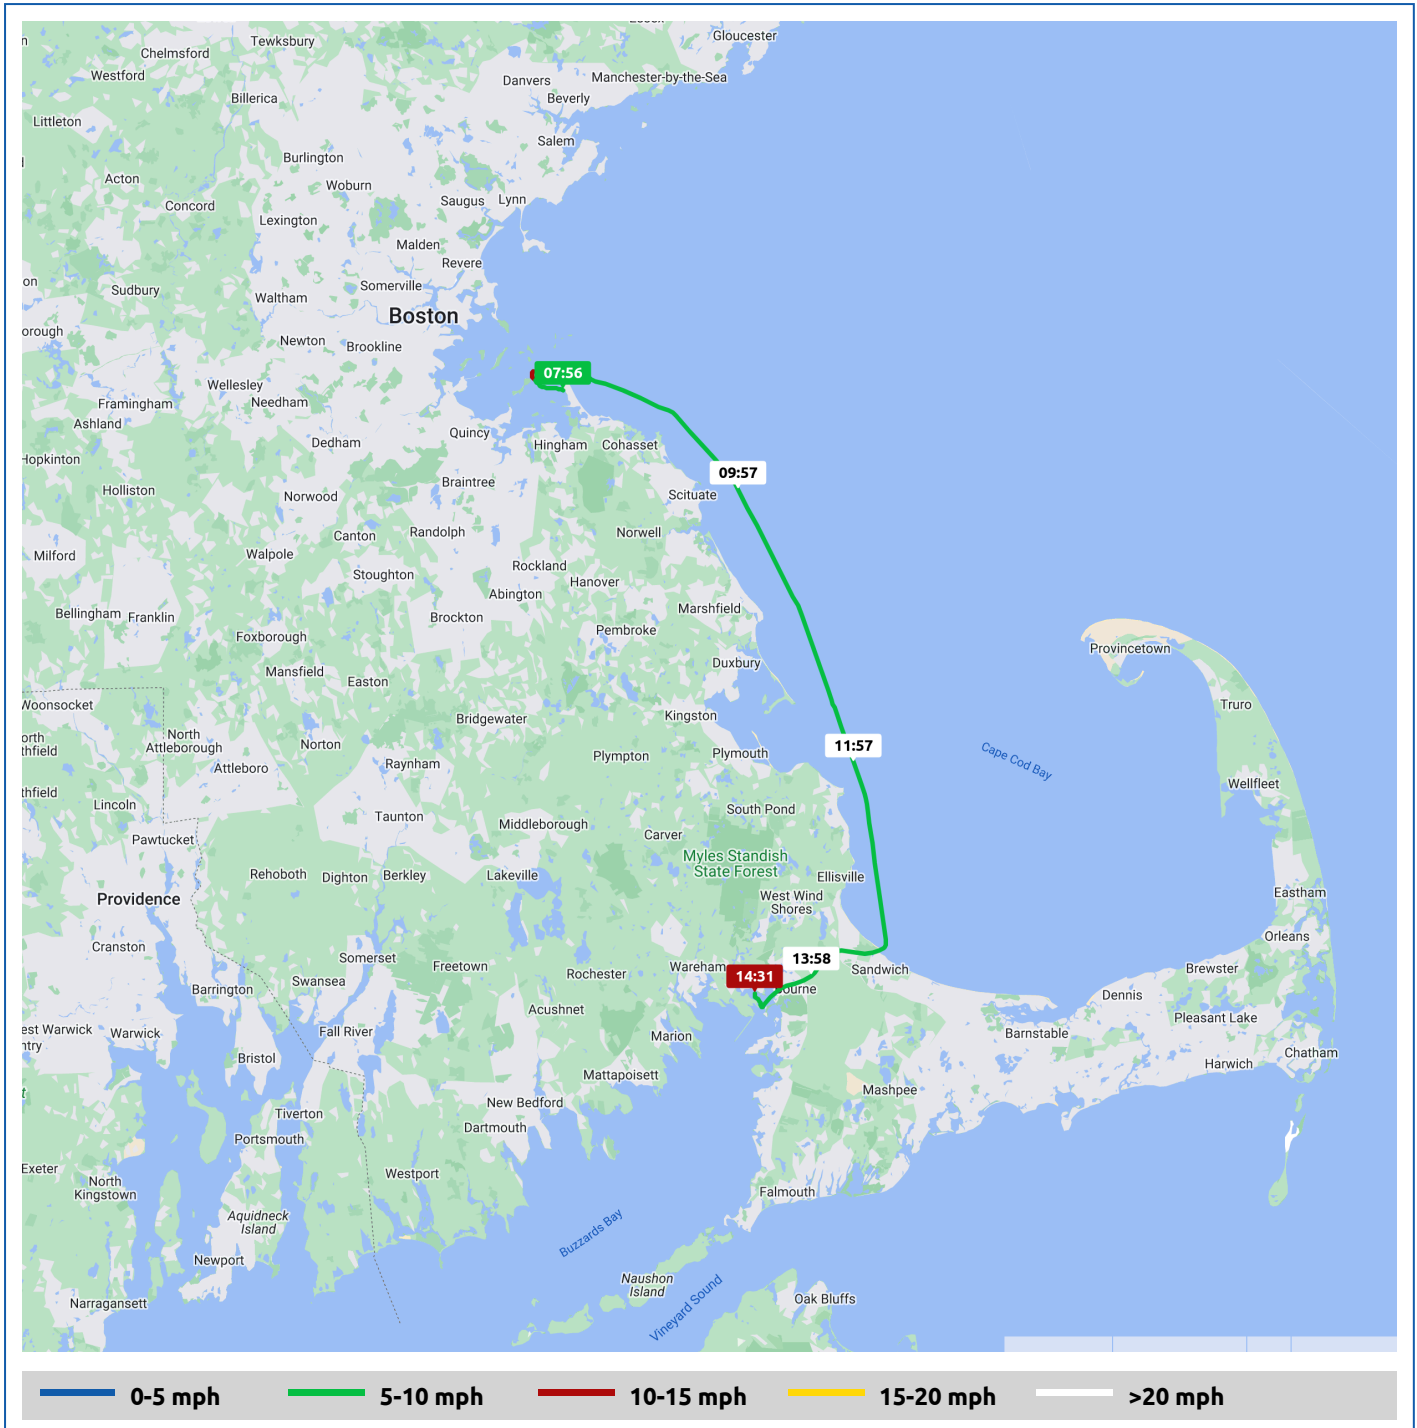 Gloucester
Tewksbury
Chelmsford
Westford
Danvers
Manchester-by-the-Sea
Billerica
Beverly
Littleton
Salem
Burlington
Acton
Woburn
Concord
Saugus
Lynn
Lexington
Malden
Revere
Sudbury
Somerville
Waltham
Boston
orough
Newton
Brookline
07:56
Wellesley
Framingham
Needham
Ashland
Quincy
Dedham
Hingham
Cohasset
Hopkinton
09:57
Braintree
Holliston
Norwood
Scituate
Canton
Randolph
Norwell
Milford
Walpole
Rockland
Stoughton
Hanover
Abington
Bellingham
Franklin
Brockton
Marshfield
Foxborough
Pembroke
Provincetown
Mansfield
Duxbury
Easton
Woonsocket
Truro
Bridgewater
Kingston
North
Attleborough
orth
thfield
Norton
11:57
Plympton
Plymouth
Cape Cod Bay
Attleboro
Raynham
Wellfleet
thfield
Lincoln
South Pond
Taunton
Middleborough
Carver
Pawtucket
Myles Standish
State Forest
Rehoboth
Dighton
Berkley
Lakeville
Ellisville
West Wind
Shores
Eastham
Providence
Orleans
Cranston
13:58
Somerset
Freetown
Rochester
Wareham
14:31
Sandwich
Brewster
Swansea
Barrington
ourne
Dennis
Acushnet
Pleasant Lake
est Warwick
Warwick
Fall River
Marion
Barnstable
ntry
Bristol
Harwich
Chatham
Mattapoisett
Mashpee
New Bedford
Tiverton
Dartmouth
Portsmouth
Exeter
Westport
North
Kingstown
Falmouth
Aquidneck
Island
Buzzards Bay
Newport
Naushon
Island
Vineyard Sound
Narragansett
Oak Bluffs
0-5 mph
5-10 mph
10-15 mph
15-20 mph
>20 mph